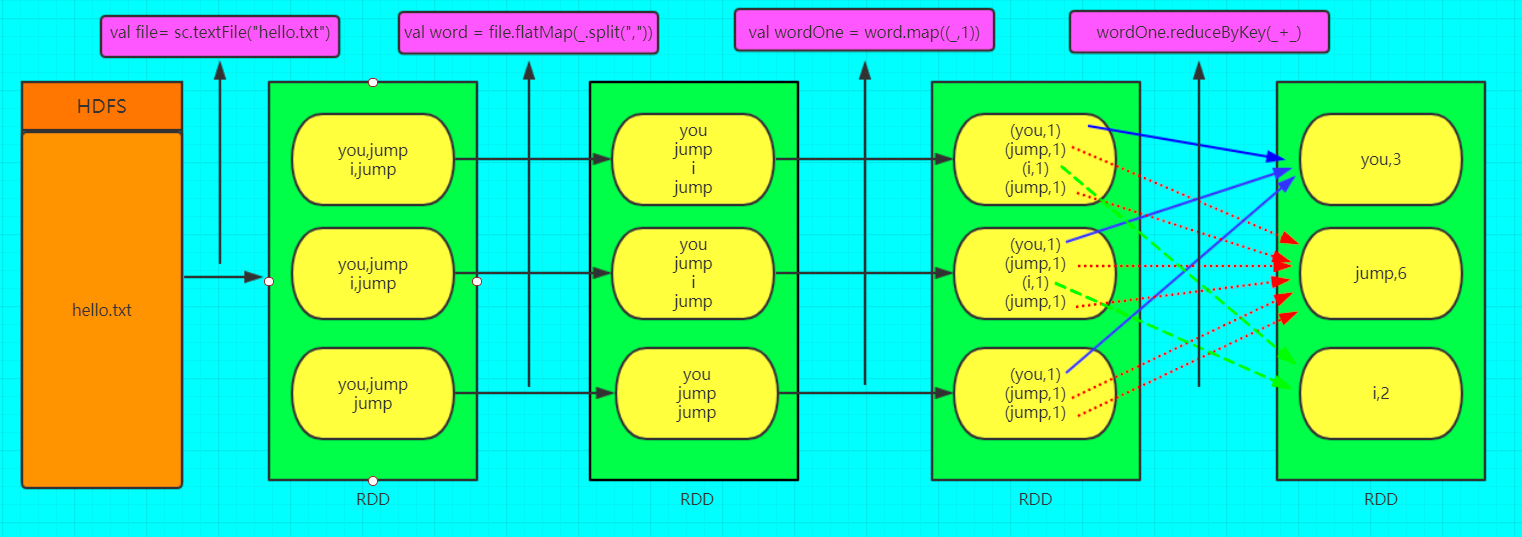 val file= sc.textFile("hello.txt")
val word = file.flatMap(_.split(","))
val wordOne = word.map((_,1))
wordOne.reduceByKey(_+_)
HDFS
hello.txt
you,jump
i,jump
you,jump
i,jump
you,jump
jump
RDD
you
jump
i
jump
you
jump
i
jump
you
jump
jump
RDD
(you,1)
(jump,1)
(i,1)
(jump,1)
(you,1)
(jump,1)
(i,1)
(jump,1)
(you,1)
(jump,1)
(jump,1)
RDD
you,3
jump,6
i,2
RDD